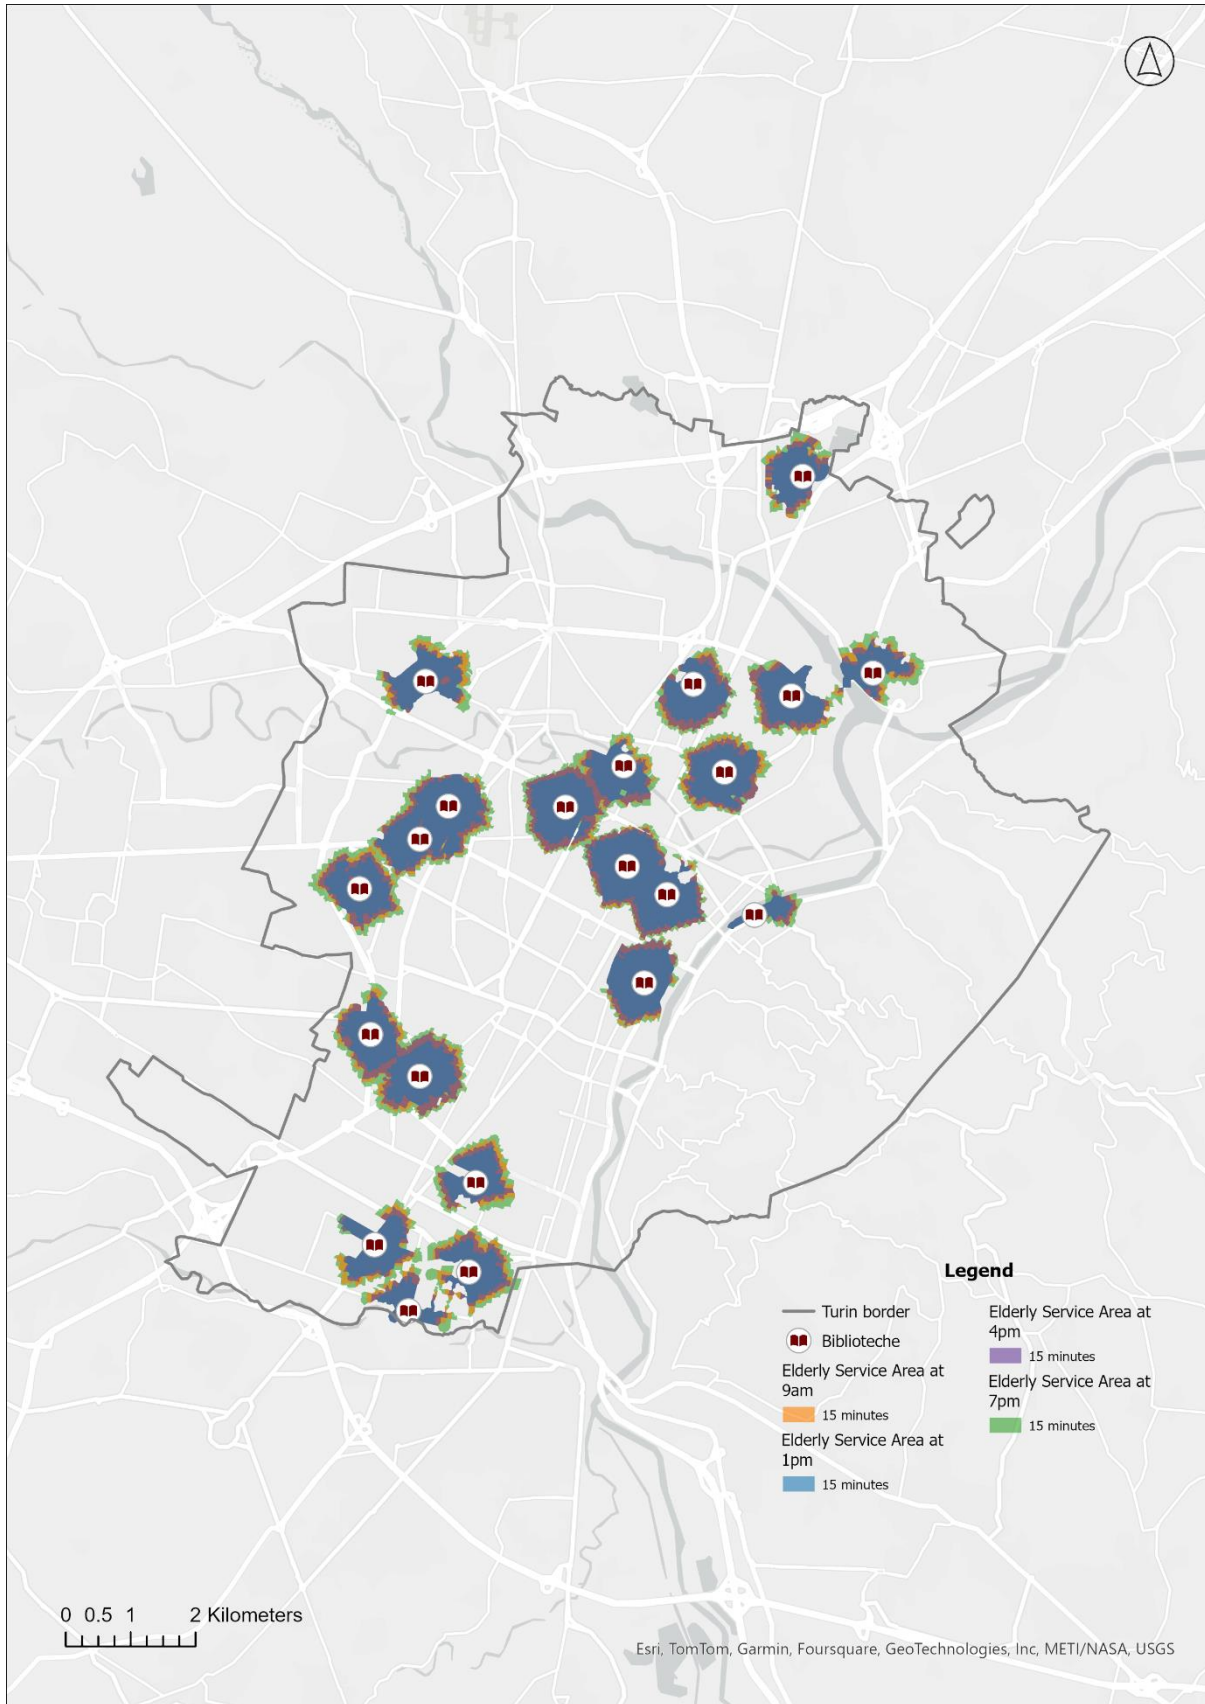 Legend
Turin border
Biblioteche
Elderly Service Area at
9am
15 minutes
Elderly Service Area at
1pm
15 minutes
Elderly Service Area at
4pm
15 minutes
Elderly Service Area at
7pm
15 minutes
0 0.5 1 2 Kilometers
Esri, TomTom, Garmin, Foursquare, GeoTechnologies, Inc, METI/NASA, USGS